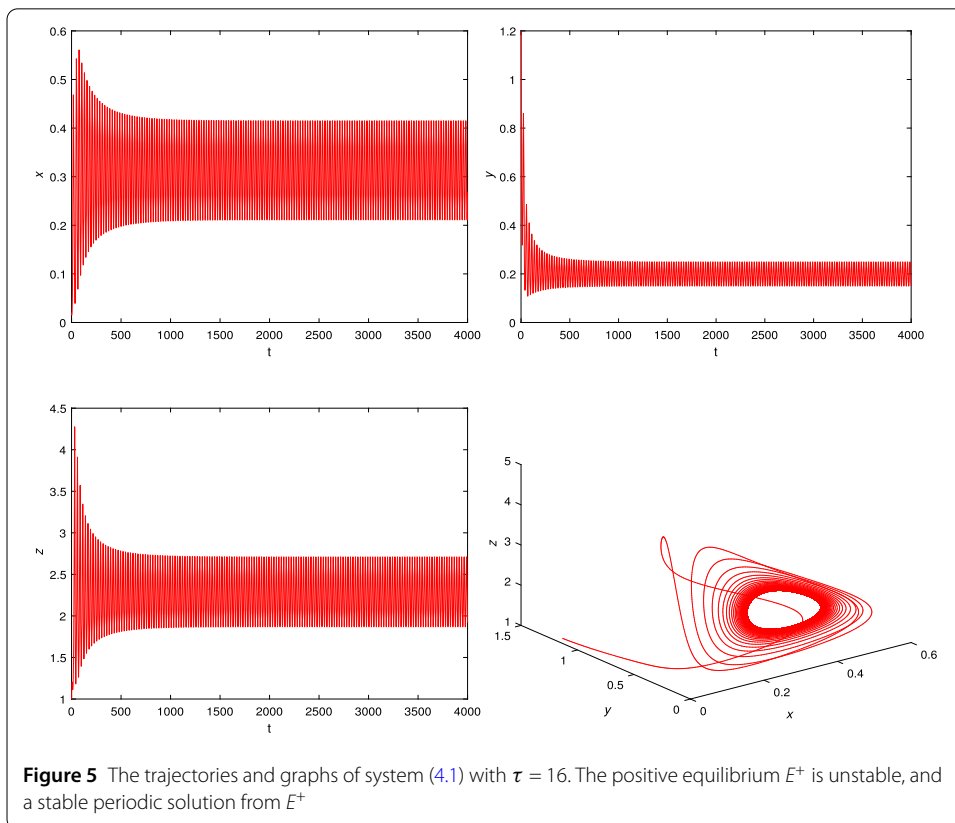 0.6
0.5
0.4
0.3
0.2
0.1
0
x
0 500 1000 1500 2000 2500 3000 3500 4000
t
1.2
1
0.8
0.6
0.4
0.2
0
y
0 500 1000 1500 2000 2500 3000 3500 4000
t
4.5
4
3.5
3
2.5
2
1.5
1
z
0 500 1000 1500 2000 2500 3000 3500 4000
t
5
4
3
2
1
z
1.5
1
0.5
0
y
0
0.2
0.4
0.6
x
Figure 5 The trajectories and graphs of system (4.1) with τ = 16. The positive equilibrium E⁺ is unstable, and
a stable periodic solution from E⁺